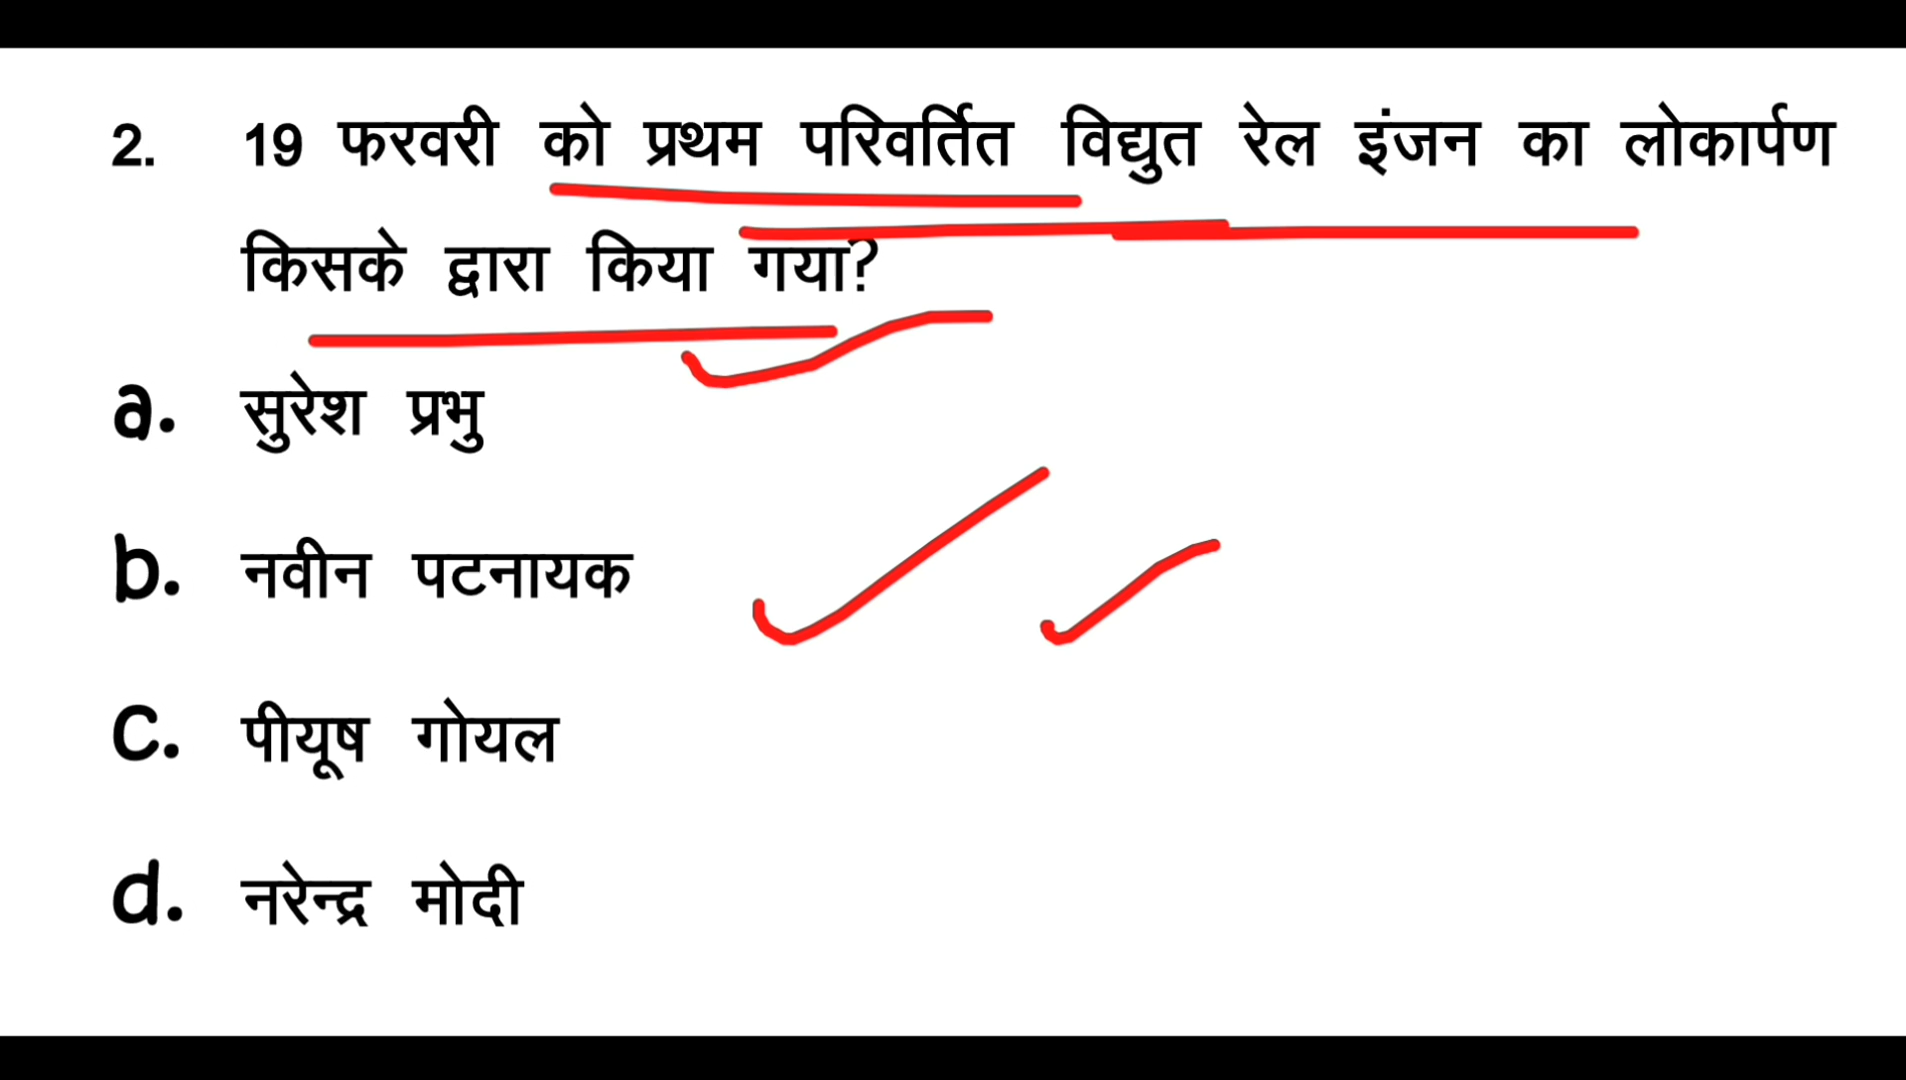 2. 19 फरवरी को प्रथम परिवर्तित विद्युत रेल इंजन का लोकार्पण
किसके द्वारा किया गया?
a. सुरेश प्रभु
b. नवीन पटनायक
c. पीयूष गोयल
d. नरेन्द्र मोदी